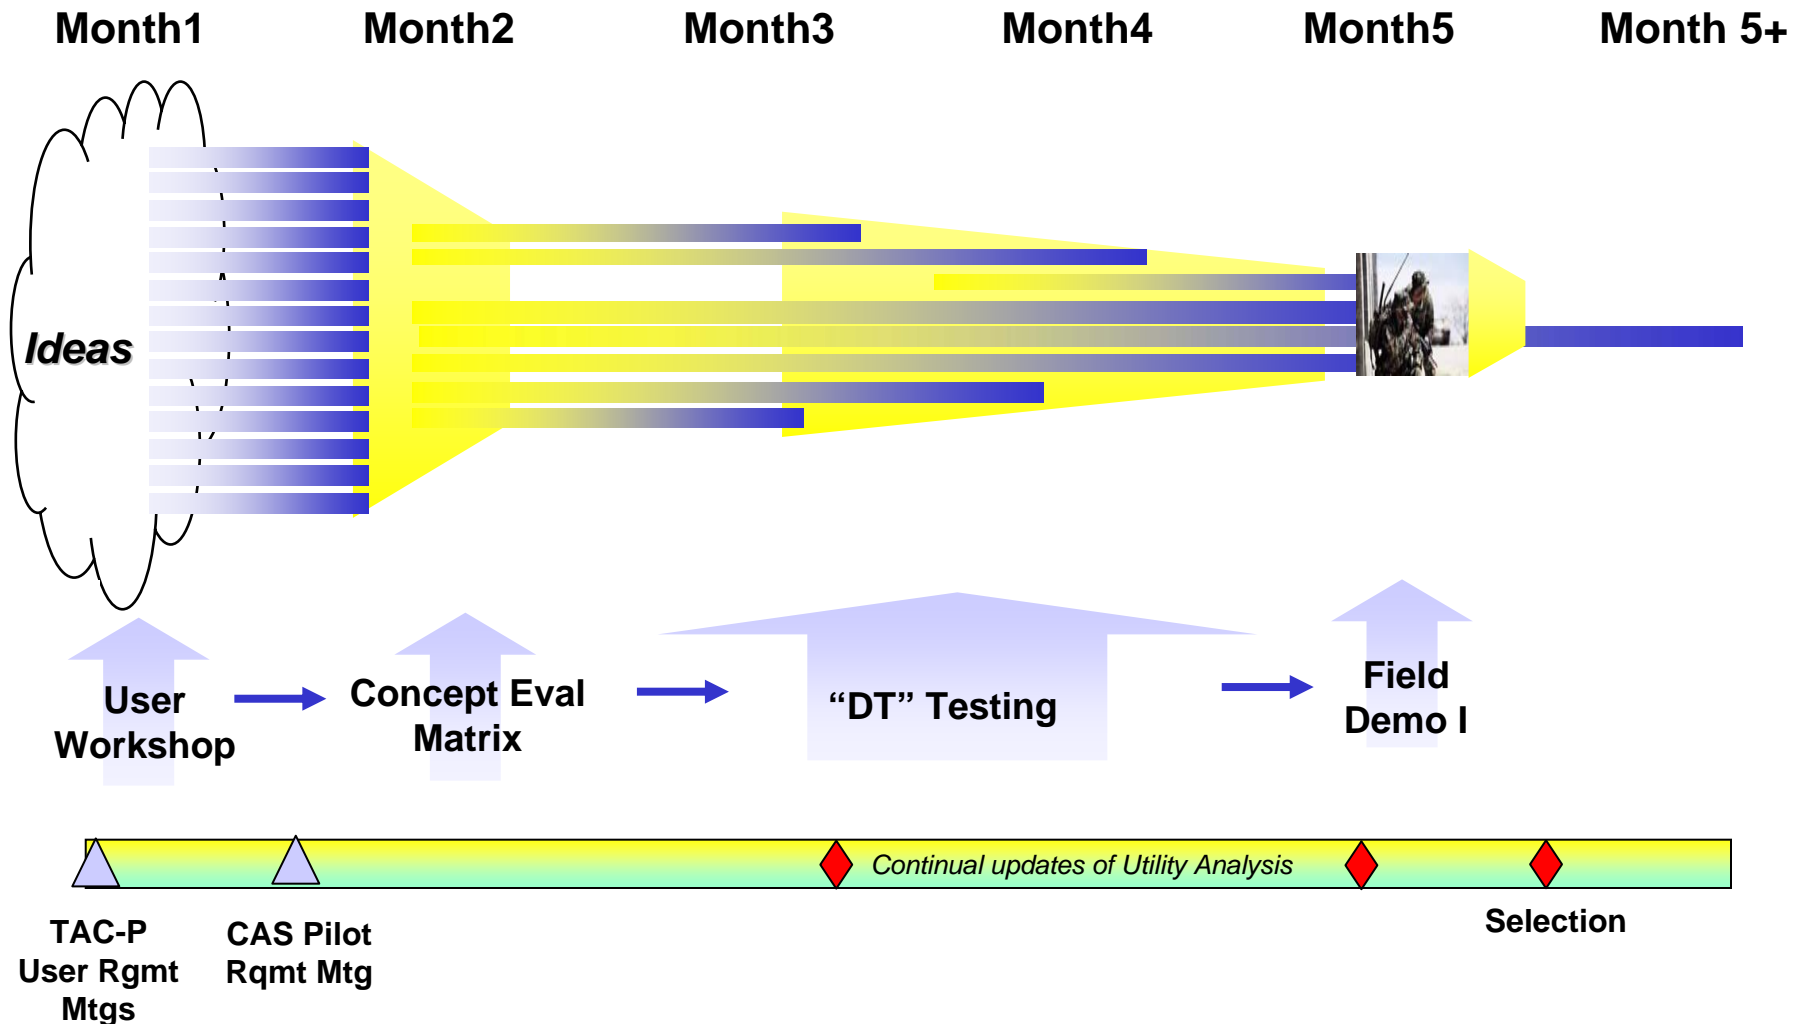 Month1 Month2 Month3 Month4 Month5 Month 5+
Ideas
User
Workshop
Concept Eval
Matrix
“DT” Testing
Field
Demo I
Continual updates of Utility Analysis
TAC-P
User Rgmt
Mtgs
CAS Pilot
Rqmt Mtg
Selection